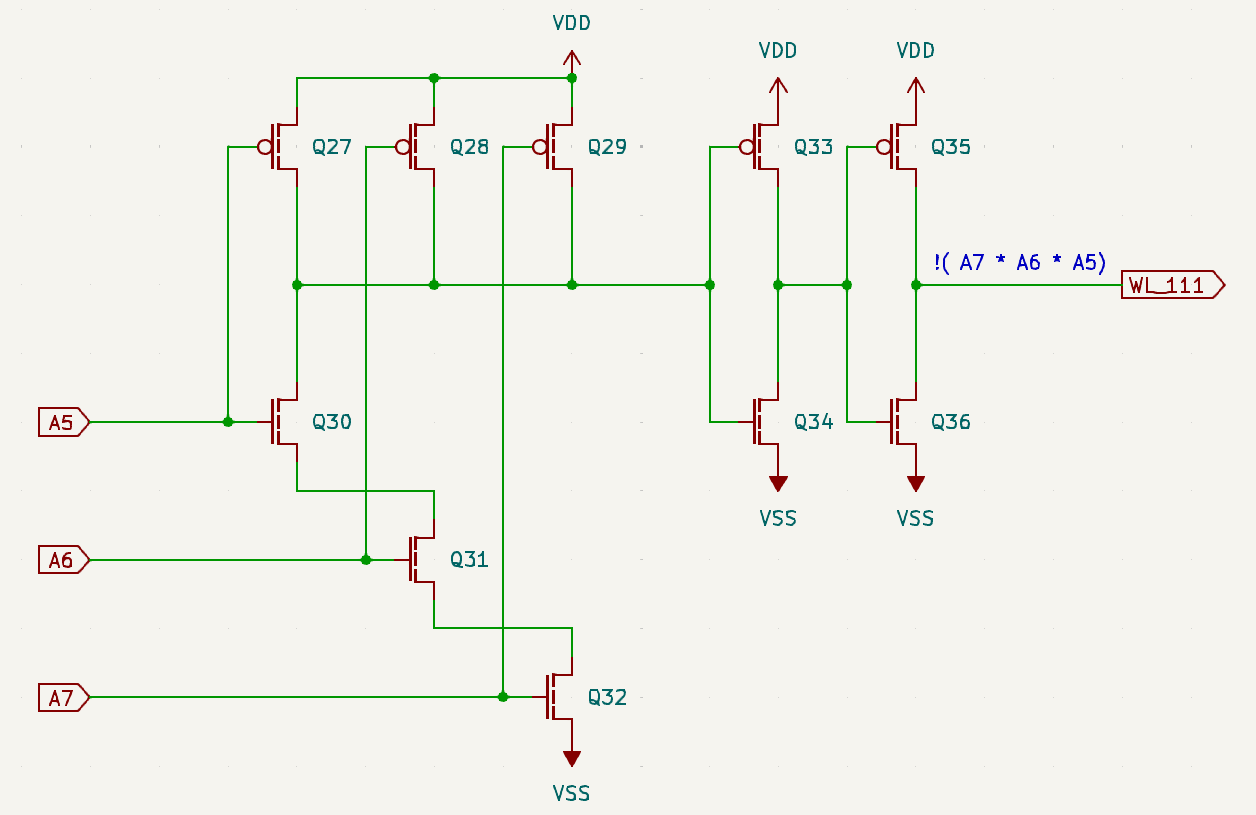 VDD
VDD
VDD
Q27
Q28
Q29
Q33
Q35
!( A7 * A6 * A5)
WL_111
A5
Q30
Q34
Q36
VSS
VSS
A6
Q31
A7
Q32
VSS